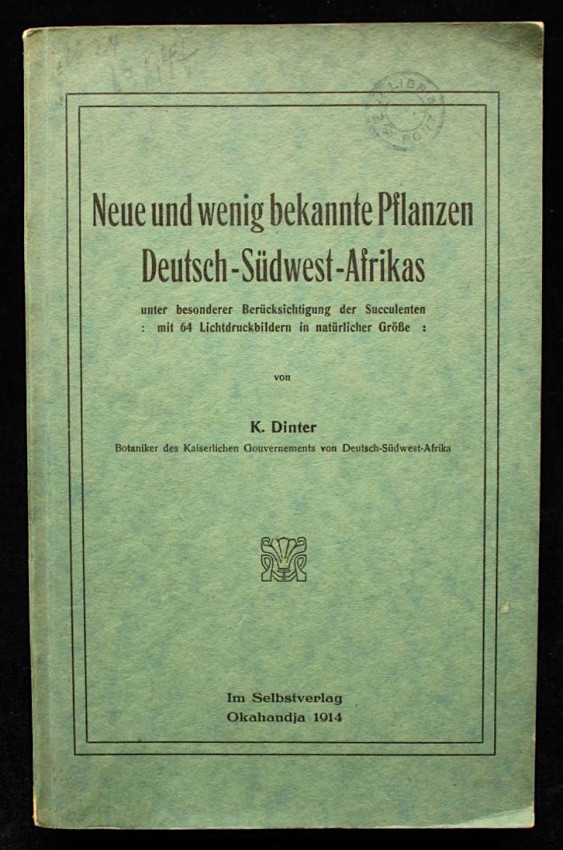 Neue und wenig bekannte Pflanzen
Deutsch-Südwest-Afrikas
unter besonderer Berücksichtigung der Succulenten
: mit 64 Lichtdruckbildern in natürlicher Größe :
von
K. Dinter
Botaniker des Kaiserlichen Gouvernements von Deutsch-Südwest-Afrika
Im Selbstverlag
Okahandja 1914